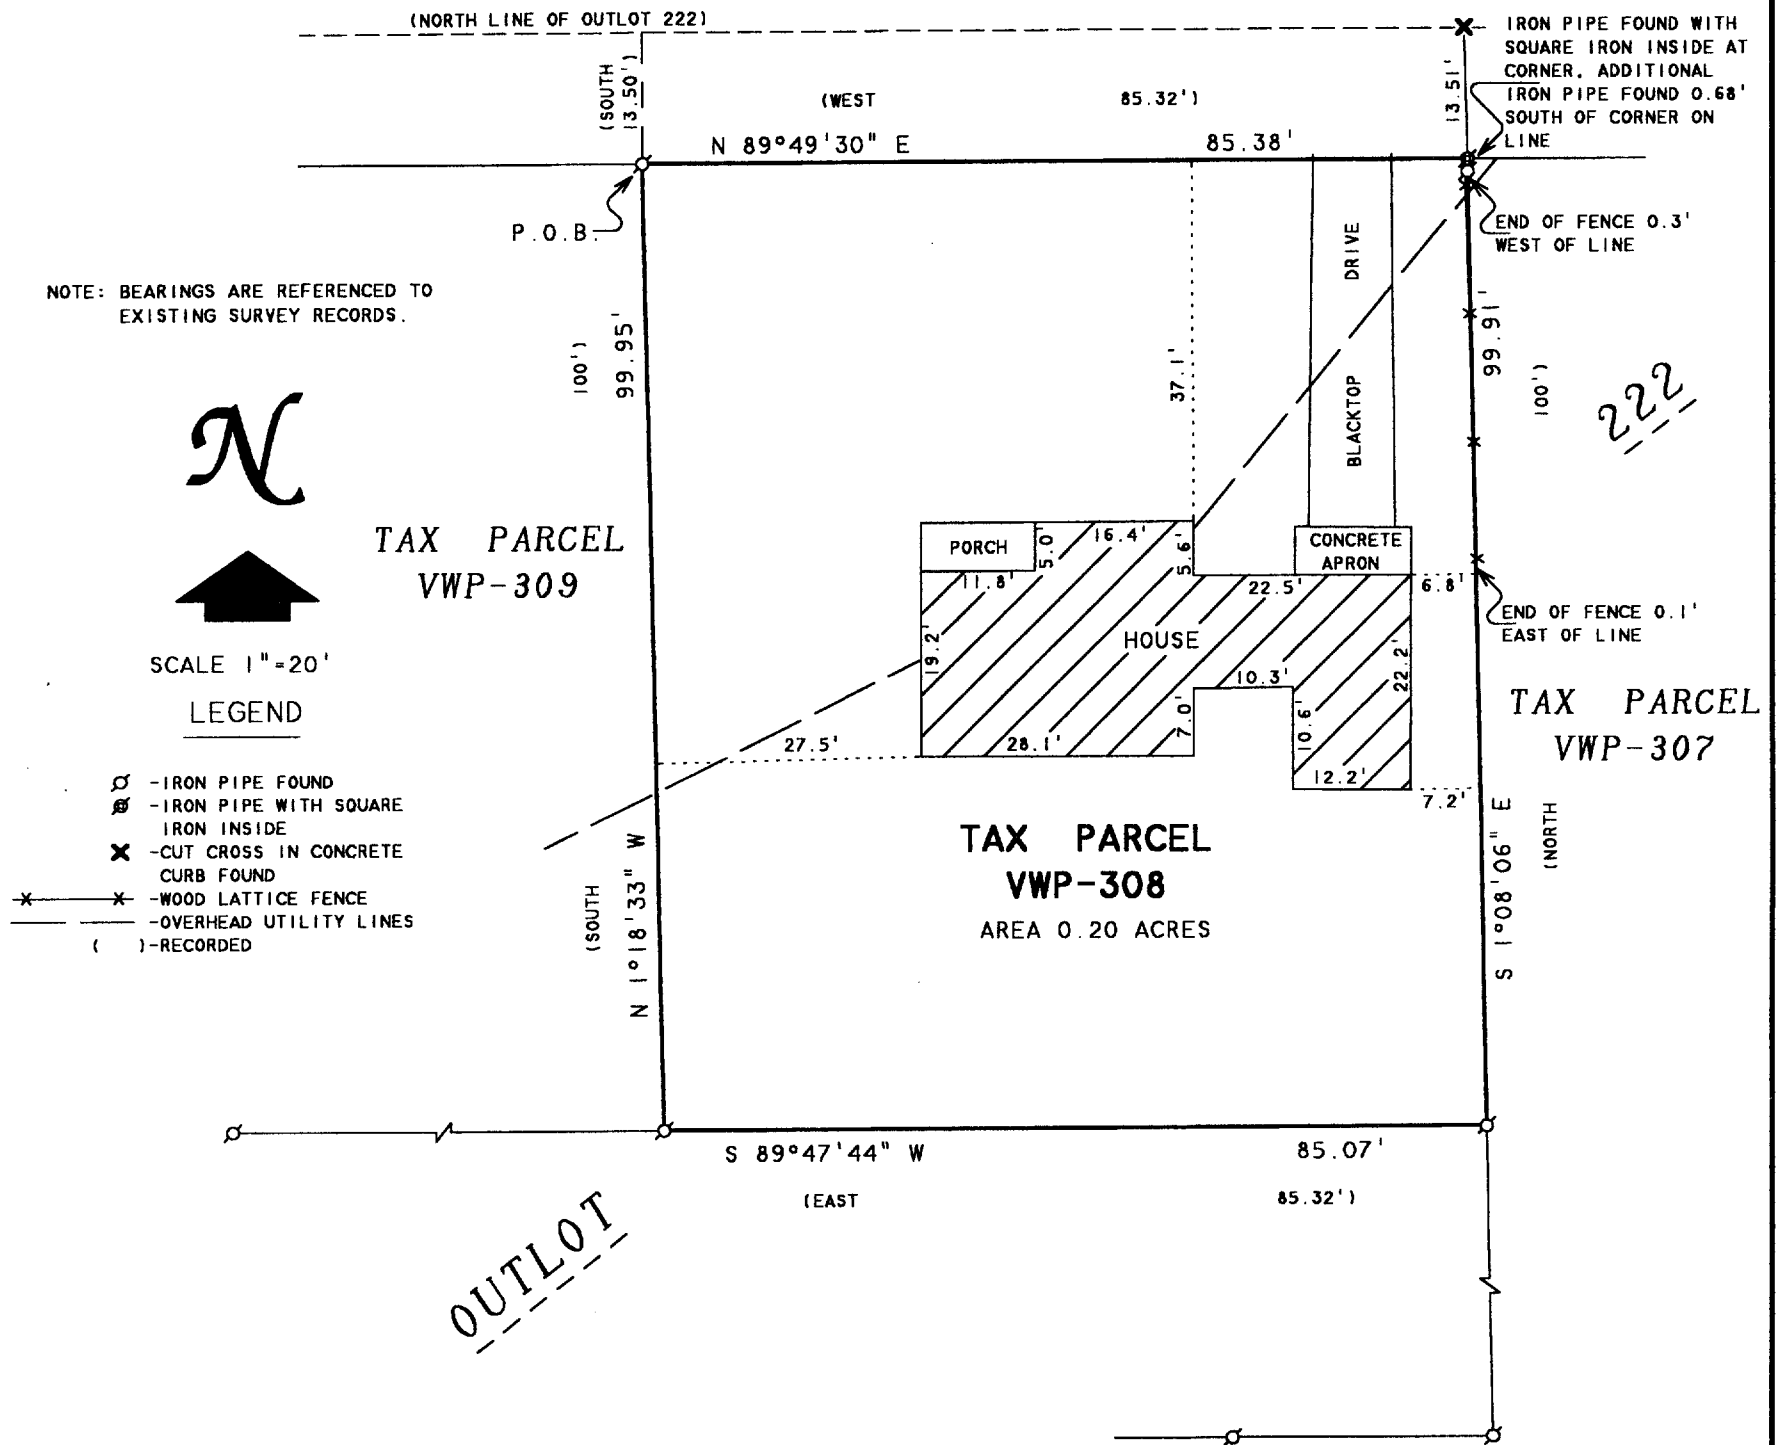 (NORTH LINE OF OUTLOT 222)
IRON PIPE FOUND WITH
SQUARE IRON INSIDE AT
CORNER. ADDITIONAL
IRON PIPE FOUND 0.68'
SOUTH OF CORNER ON
LINE
(SOUTH
13.50')
13.51'
(WEST 85.32')
N 89°49'30" E 85.38'
P.O.B.
END OF FENCE 0.3'
WEST OF LINE
NOTE: BEARINGS ARE REFERENCED TO
EXISTING SURVEY RECORDS.
100')
99.95'
37.1'
BLACKTOP DRIVE
99.91'
100')
222
N
TAX PARCEL
VWP-309
SCALE 1"=20'
LEGEND
-IRON PIPE FOUND
-IRON PIPE WITH SQUARE
IRON INSIDE
-CUT CROSS IN CONCRETE
CURB FOUND
-WOOD LATTICE FENCE
-OVERHEAD UTILITY LINES
( )-RECORDED
PORCH
5.0'
16.4'
5.6'
CONCRETE
APRON
11.8'
22.5'
6.8'
END OF FENCE 0.1'
EAST OF LINE
HOUSE
19.2'
22.2'
10.3'
7.0'
10.6'
27.5'
28.1'
12.2'
7.2'
TAX PARCEL
VWP-307
TAX PARCEL
VWP-308
AREA 0.20 ACRES
(SOUTH
N 1°18'33" W
S 1°08'06" E
(NORTH
S 89°47'44" W 85.07'
(EAST 85.32')
OUTLOT